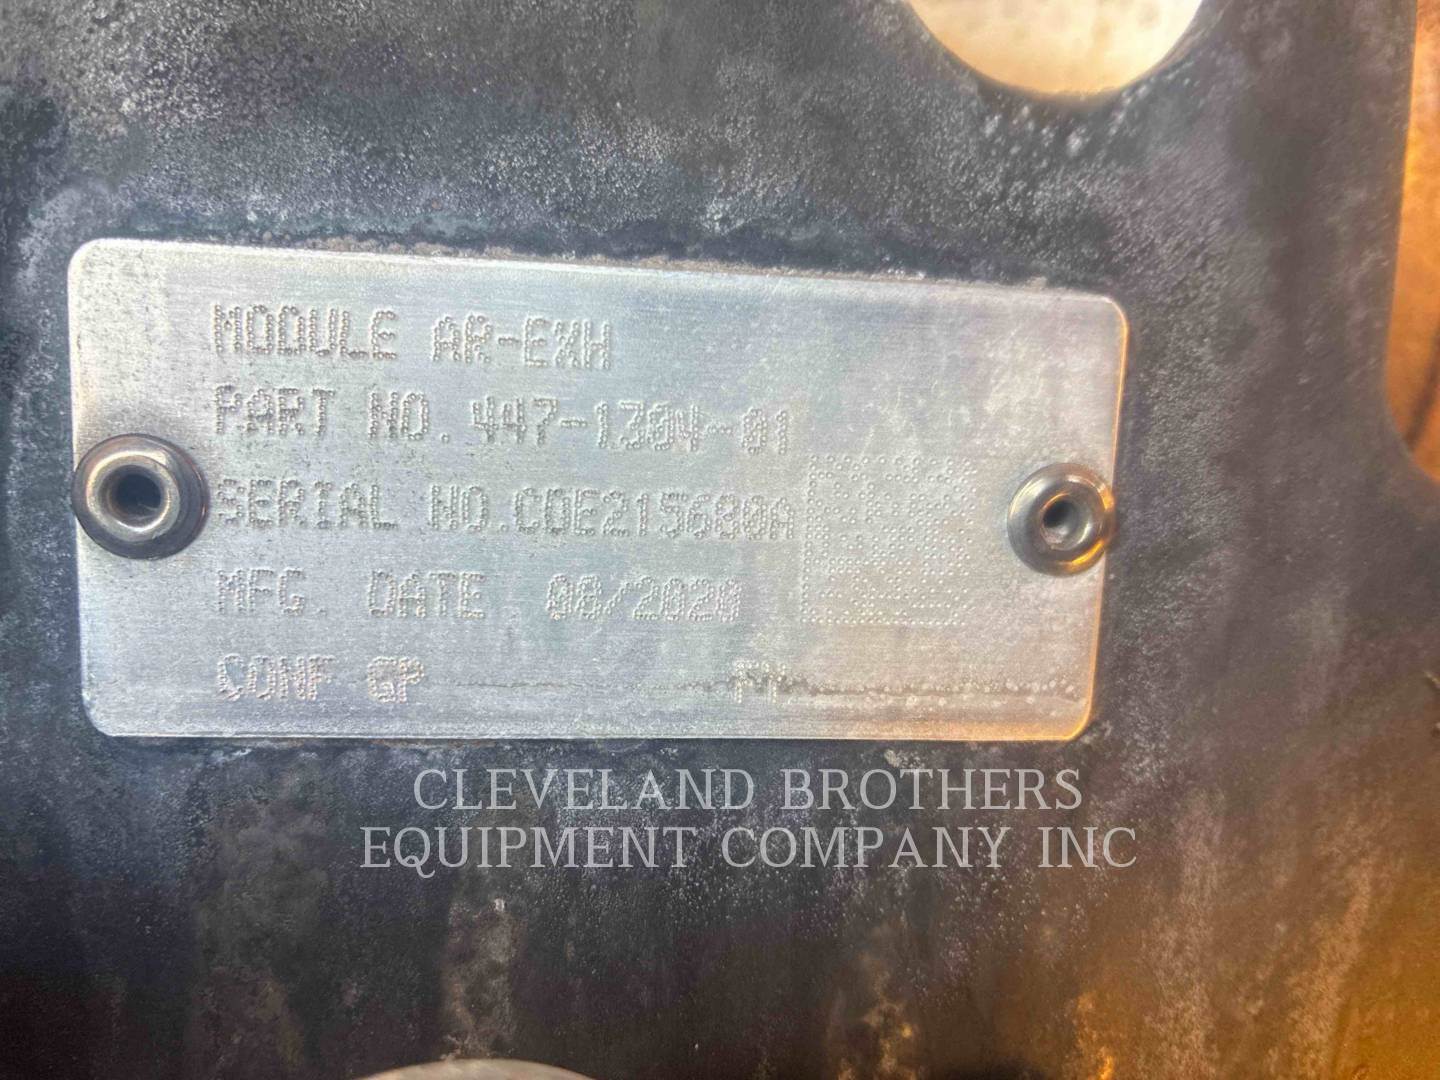 MODULE AR-EXH
PART NO. 447-1304-01
SERIAL NO. COE215680A
MFG. DATE 08/2020
CONF GP
CLEVELAND BROTHERS
EQUIPMENT COMPANY INC